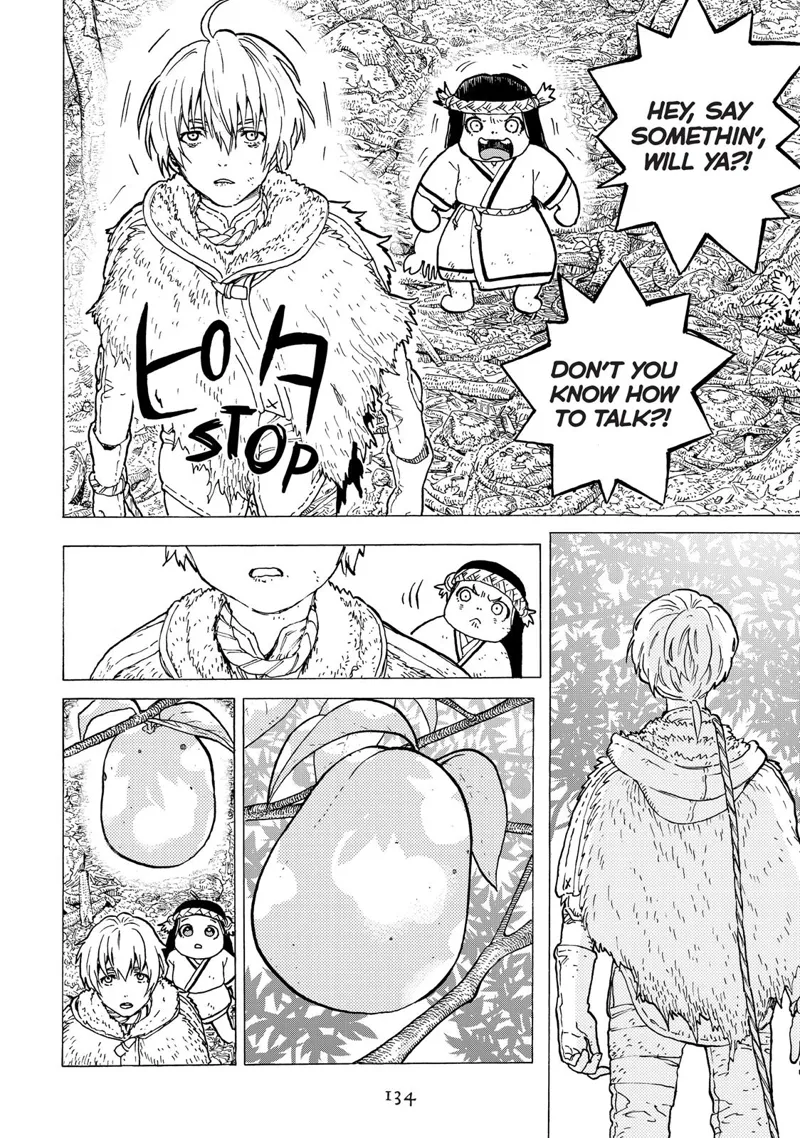 HEY, SAY
SOMETHIN',
WILL YA?!
DON'T YOU
KNOW HOW
TO TALK?!
ピタ
STOP
134